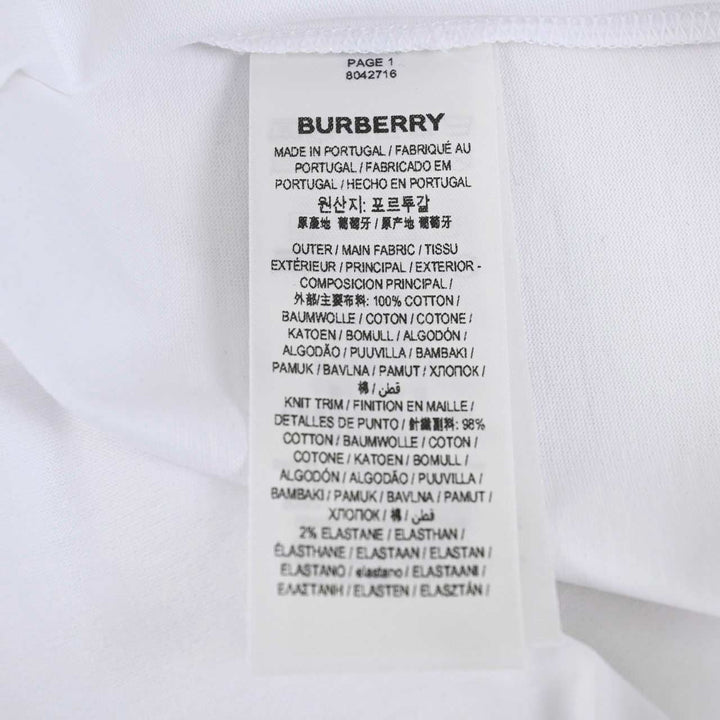 PAGE 1
8042716
BURBERRY
MADE IN PORTUGAL / FABRIQUÉ AU
PORTUGAL / FABRICADO EM
PORTUGAL / HECHO EN PORTUGAL
원산지: 포르투갈
原產地 葡萄牙 / 原产地 葡萄牙
OUTER / MAIN FABRIC / TISSU
EXTÉRIEUR / PRINCIPAL / EXTERIOR -
COMPOSICION PRINCIPAL /
外部/主要布料: 100% COTTON /
BAUMWOLLE / COTON / COTONE /
KATOEN / BOMULL / ALGODÓN /
ALGODÃO / PUUVILLA / BAMBAKI /
PAMUK / BAVLNA / PAMUT / ХЛОПОК /
棉 / قطن /
KNIT TRIM / FINITION EN MAILLE /
DETALLES DE PUNTO / 針織副料: 98%
COTTON / BAUMWOLLE / COTON /
COTONE / KATOEN / BOMULL /
ALGODÓN / ALGODÃO / PUUVILLA /
BAMBAKI / PAMUK / BAVLNA / PAMUT /
ХЛОПОК / 棉 / قطن /
2% ELASTANE / ELASTHAN /
ÉLASTHANE / ELASTAAN / ELASTAN /
ELASTANO / elastano / ELASTAANI /
ΕΛΑΣΤΑΝΗ / ELASTEN / ELASZTÁN /